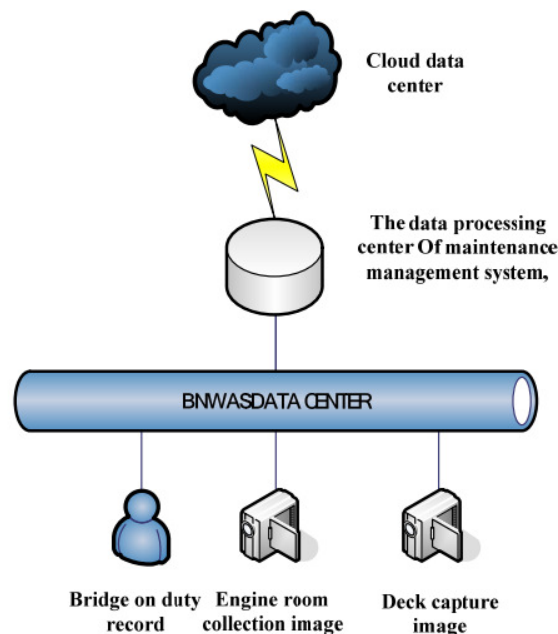 Cloud data
center
The data processing
center Of maintenance
management system,
BNWASDATA CENTER
Bridge on duty
record
Engine room
collection image
Deck capture
image